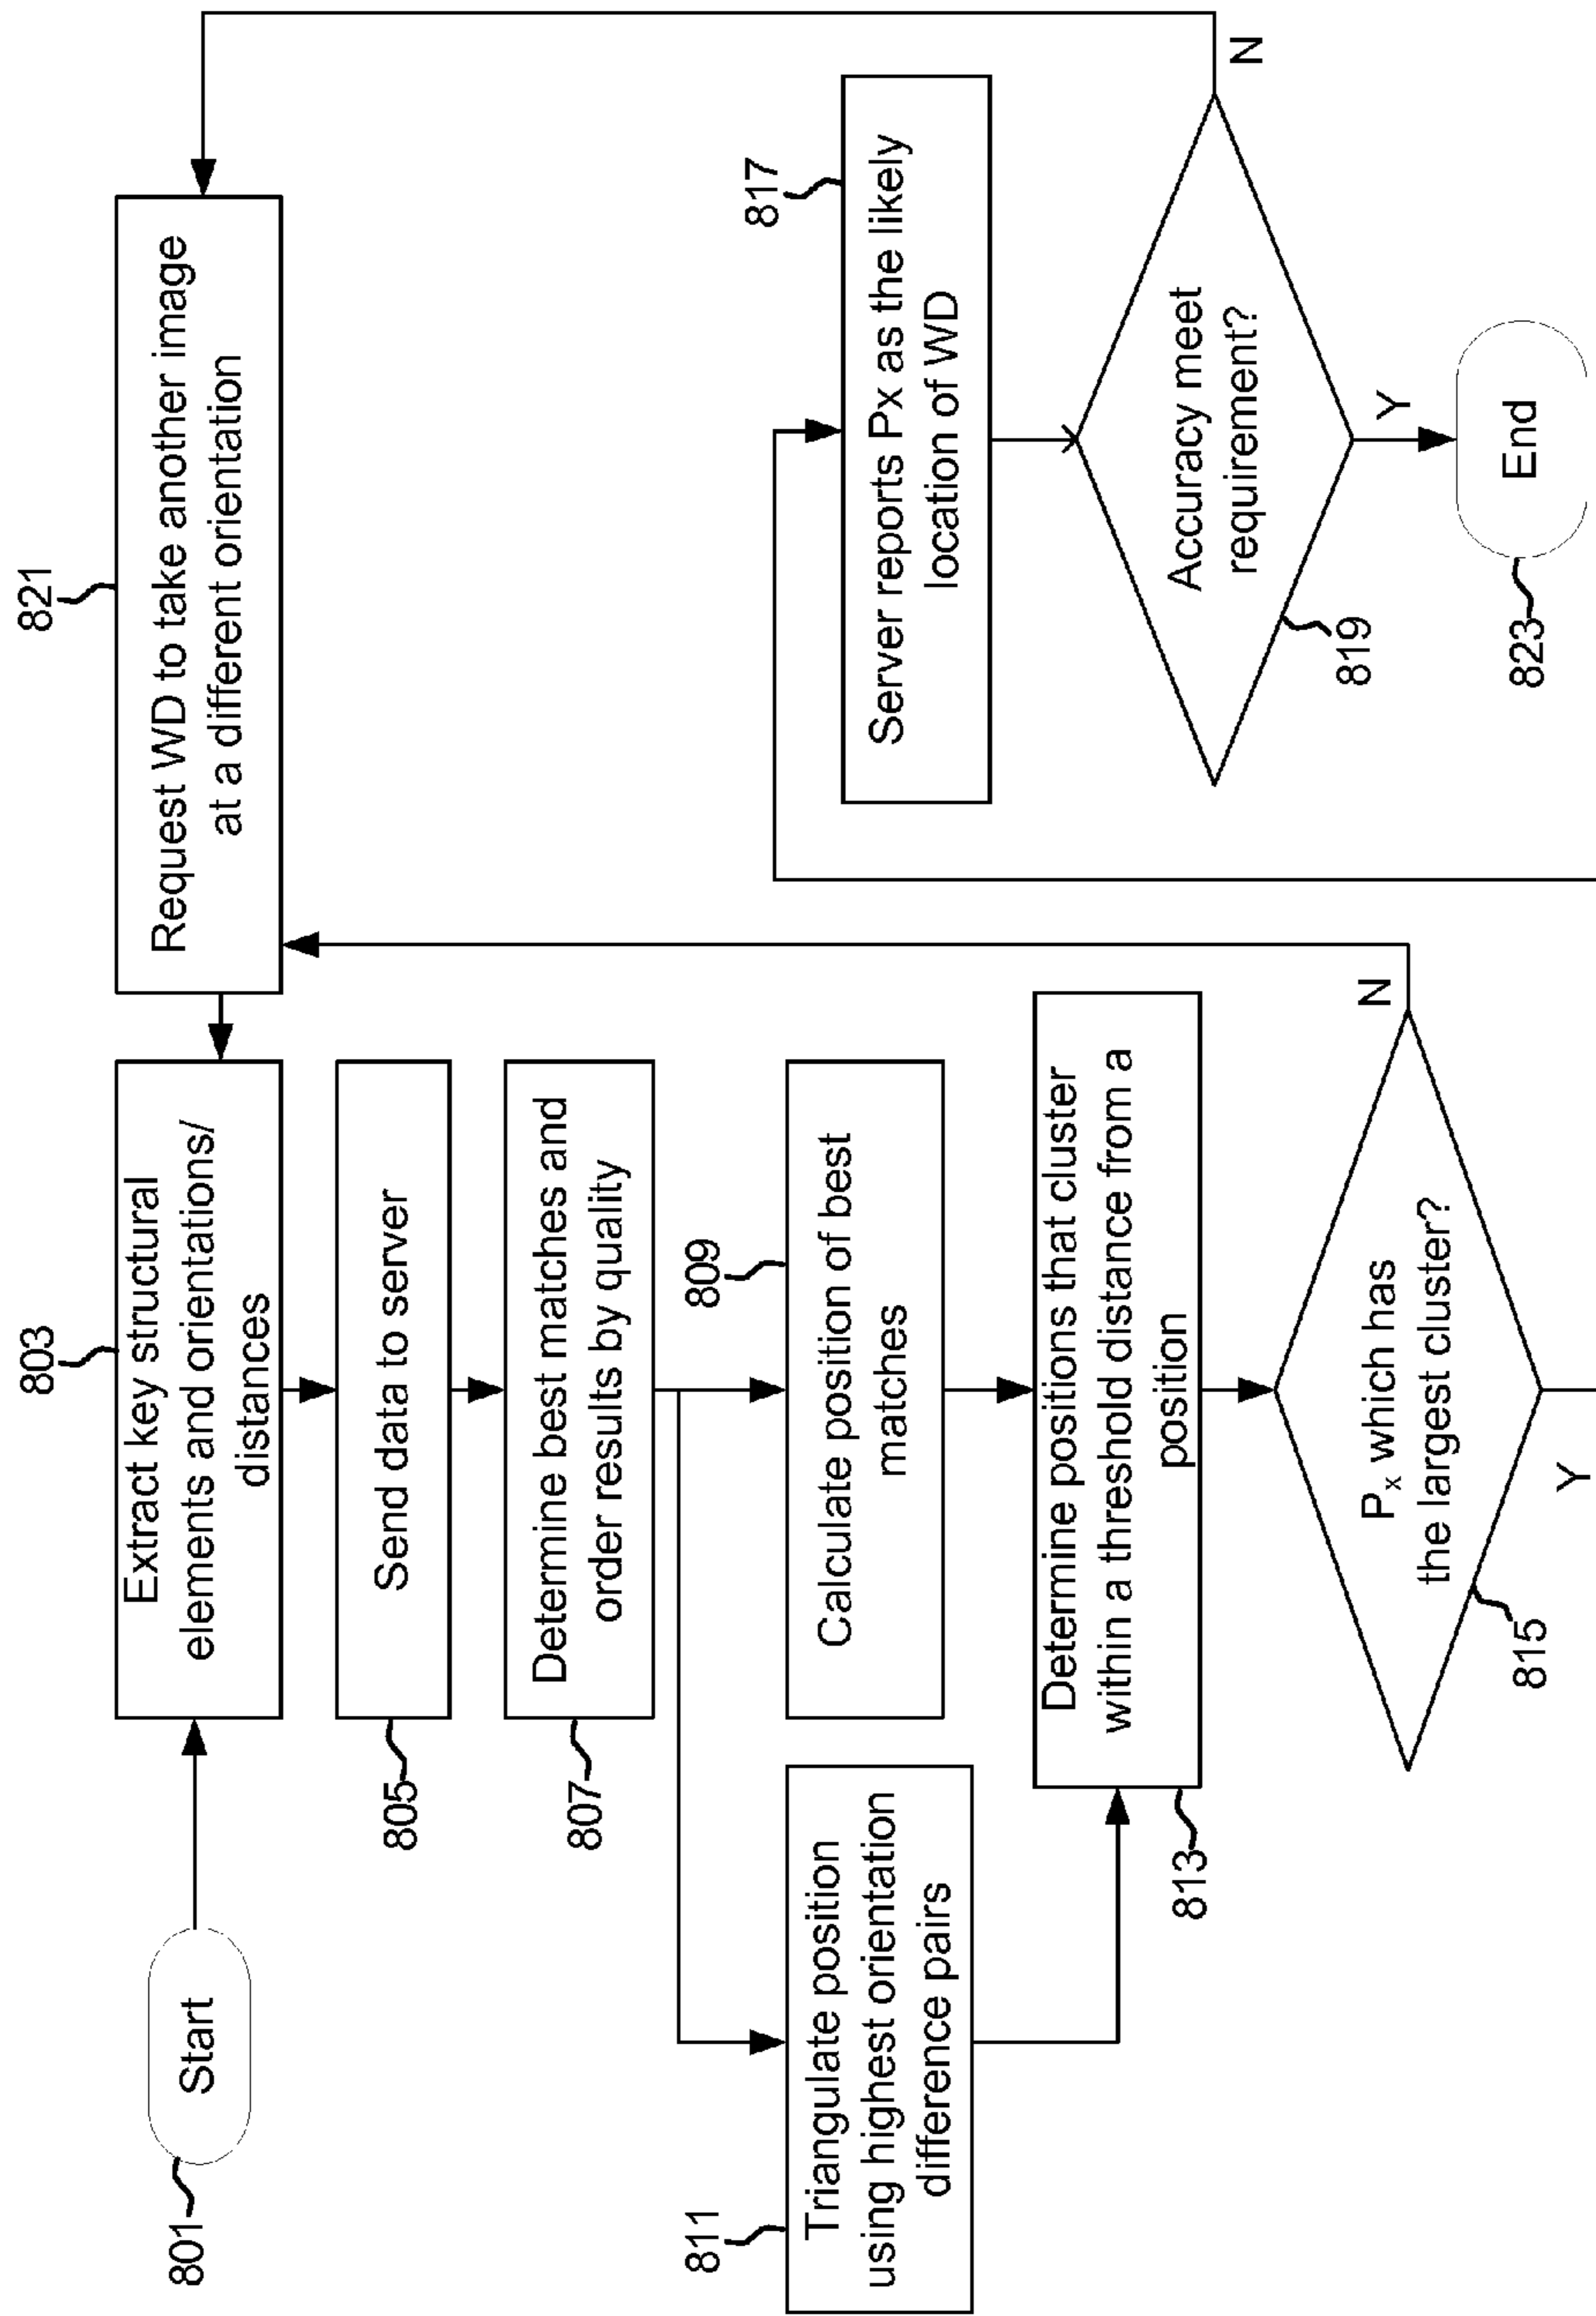 801
Start
803
Extract key structural
elements and orientations/
distances
805
Send data to server
807
Determine best matches and
order results by quality
809
Calculate position of best
matches
811
Triangulate position
using highest orientation
difference pairs
813
Determine positions that cluster
within a threshold distance from a
position
815
Pₓ which has
the largest cluster?
N
Y
821
Request WD to take another image
at a different orientation
817
Server reports Px as the likely
location of WD
819
Accuracy meet
requirement?
N
Y
823
End